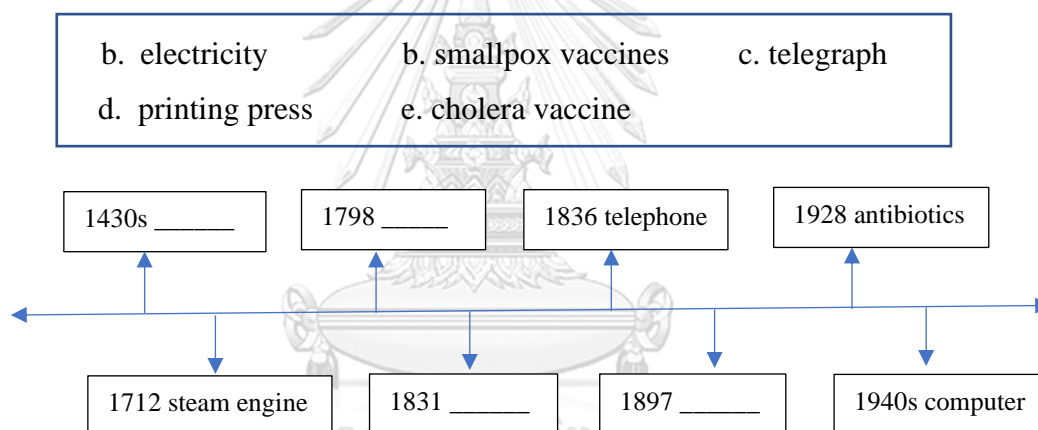 b. electricity b. smallpox vaccines c. telegraph
d. printing press e. cholera vaccine
1430s ______ 1798 _____ 1836 telephone 1928 antibiotics
1712 steam engine 1831 ______ 1897 ______ 1940s computer